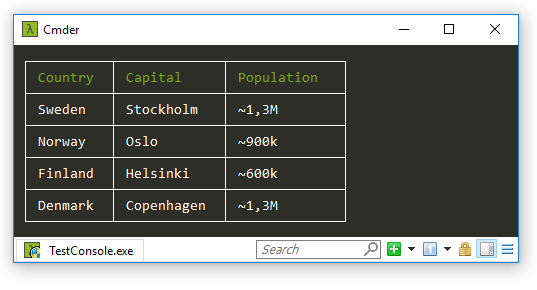 Cmder
Country Capital Population
Sweden Stockholm ~1,3M
Norway Oslo ~900k
Finland Helsinki ~600k
Denmark Copenhagen ~1,3M
TestConsole.exe Search